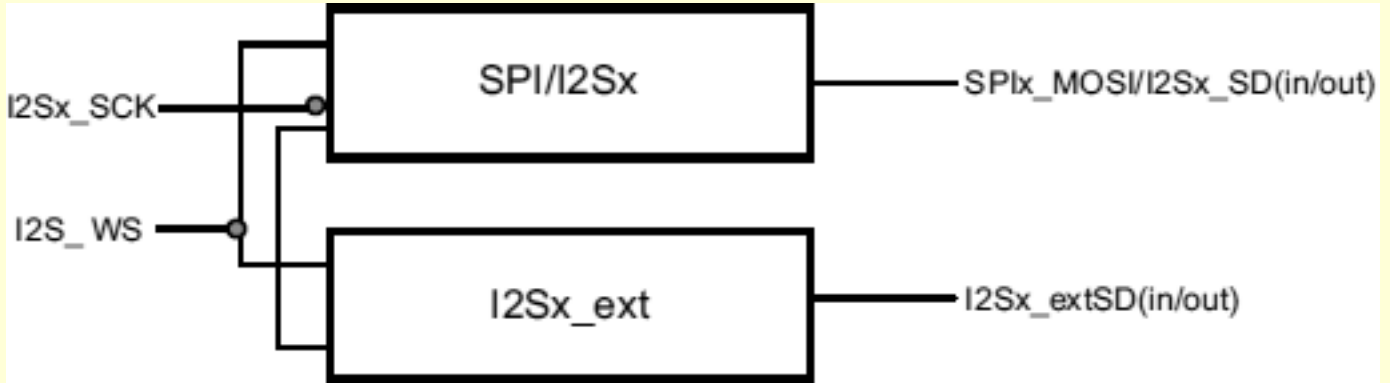 SPI/I2Sx
SPIx_MOSI/I2Sx_SD(in/out)
I2Sx_SCK
I2S_ WS
I2Sx_ext
I2Sx_extSD(in/out)